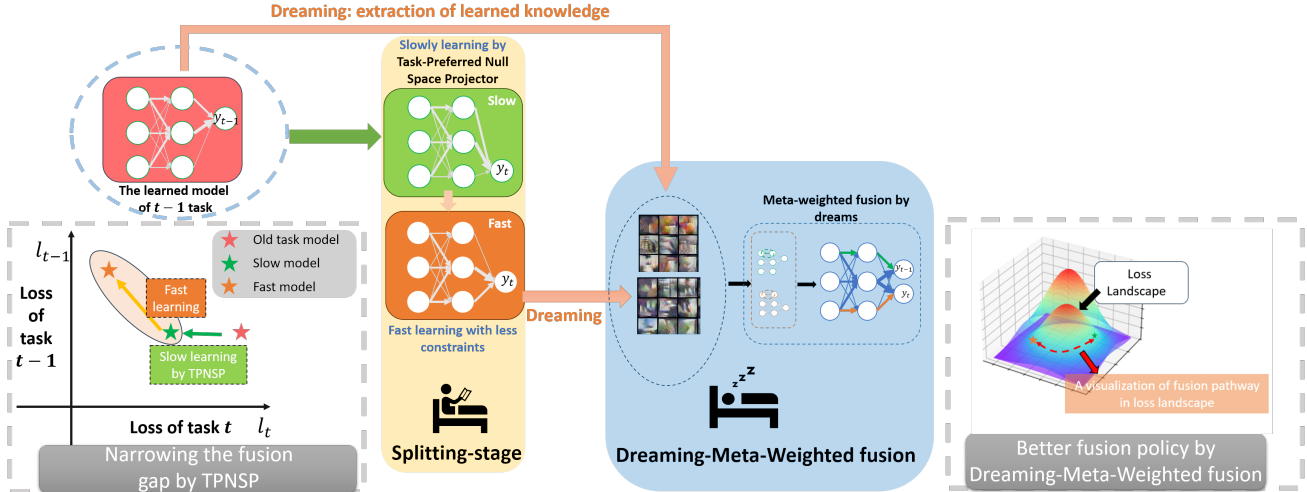 Dreaming: extraction of learned knowledge
y_{t-1}
The learned model
of t − 1 task
Slowly learning by
Task-Preferred Null
Space Projector
Slow
y_t
Fast
y_t
Fast learning with less
constraints
Splitting-stage
Dreaming
Meta-weighted fusion by
dreams
y_{t-1}
y_t
z z z z
Dreaming-Meta-Weighted fusion
l_{t-1}
Loss
of
task
t − 1
Old task model
Slow model
Fast model
Fast
learning
Slow learning
by TPNSP
Loss of task t
l_t
Narrowing the fusion
gap by TPNSP
Loss
Landscape
A visualization of fusion pathway
in loss landscape
Better fusion policy by
Dreaming-Meta-Weighted fusion